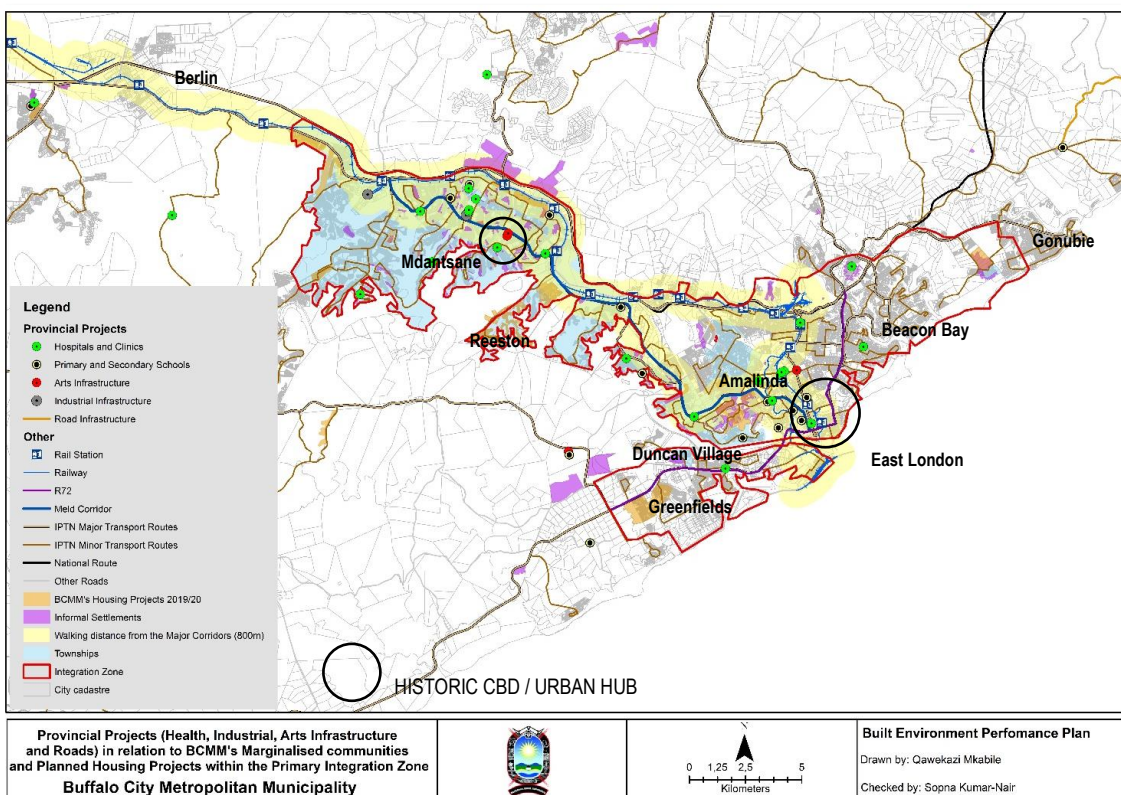 Berlin
Gonubie
Mdantsane
Beacon Bay
Reeston
Amalinda
Duncan Village
East London
Greenfields
Legend
Provincial Projects
Hospitals and Clinics
Primary and Secondary Schools
Arts Infrastructure
Industrial Infrastructure
Road Infrastructure
Other
Rail Station
Railway
R72
Meld Corridor
IPTN Major Transport Routes
IPTN Minor Transport Routes
National Route
Other Roads
BCMM's Housing Projects 2019/20
Informal Settlements
Walking distance from the Major Corridors (800m)
Townships
Integration Zone
City cadastre
HISTORIC CBD / URBAN HUB
Provincial Projects (Health, Industrial, Arts Infrastructure
and Roads) in relation to BCMM's Marginalised communities
and Planned Housing Projects within the Primary Integration Zone
Buffalo City Metropolitan Municipality
N
0 1,25 2,5 5
Kilometers
Built Environment Perfomance Plan
Drawn by: Qawekazi Mkabile
Checked by: Sopna Kumar-Nair